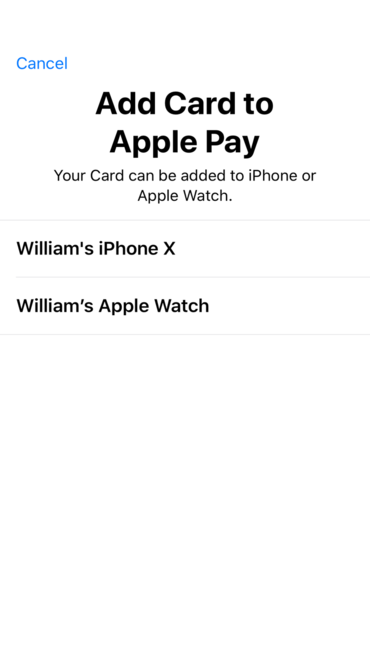 Cancel
Add Card to
Apple Pay
Your Card can be added to iPhone or
Apple Watch.
William's iPhone X
William’s Apple Watch